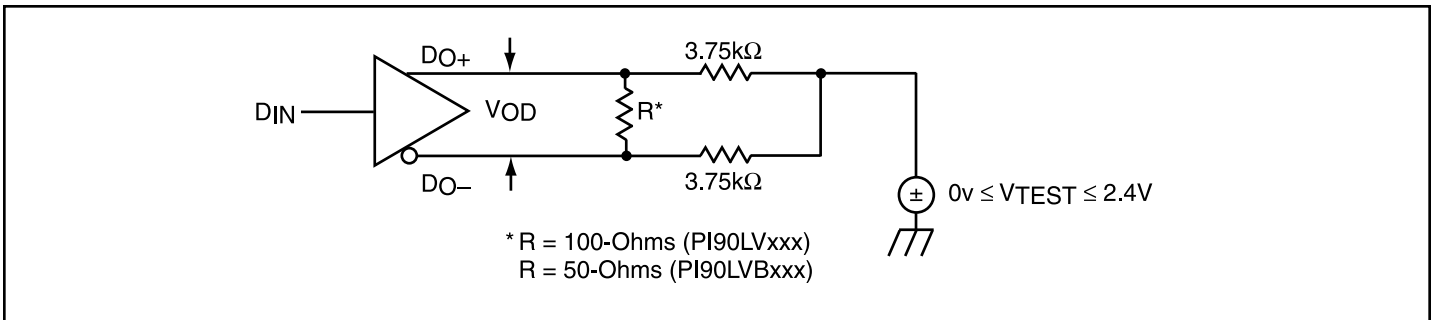 DO+
3.75kΩ
DIN
VOD
R*
DO–
3.75kΩ
±
0v ≤ VTEST ≤ 2.4V
* R = 100-Ohms (PI90LVxxx)
R = 50-Ohms (PI90LVBxxx)